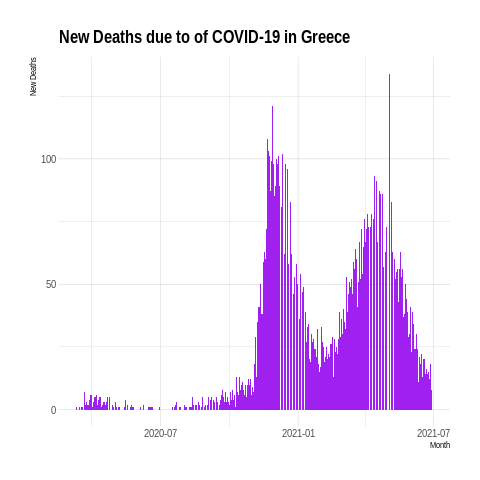 New Deaths due to of COVID-19 in Greece
New Deaths
100
50
0
2020-07
2021-01
2021-07
Month